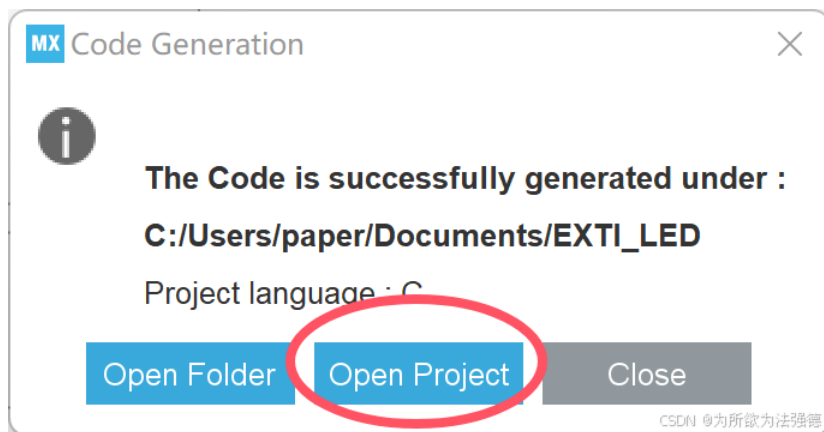 MX Code Generation
The Code is successfully generated under :
C:/Users/paper/Documents/EXTI_LED
Project language : C
Open Folder
Open Project
Close
CSDN @为所欲为法强德